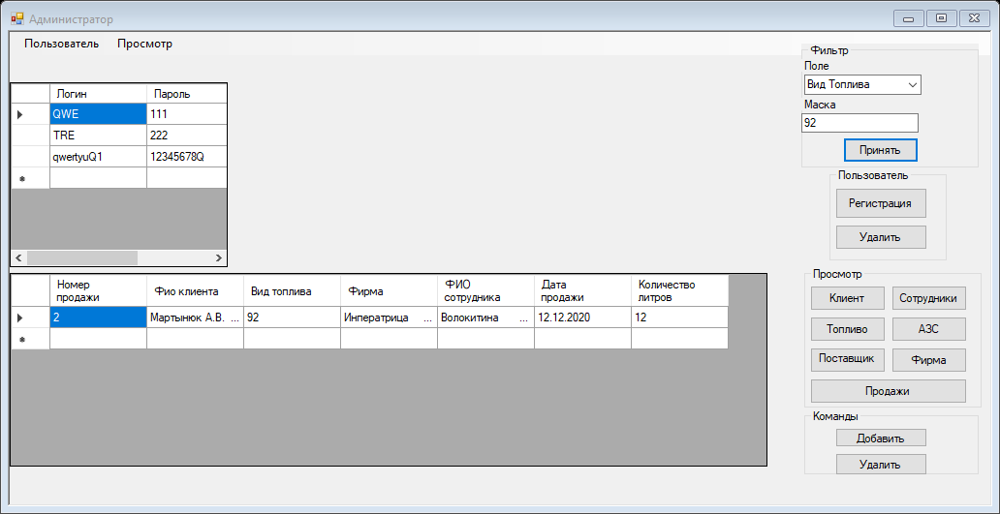 Администратор
Пользователь Просмотр
Логин Пароль
QWE 111
TRE 222
qwertyuQ1 12345678Q
Номер продажи Фио клиента Вид топлива Фирма ФИО сотрудника Дата продажи Количество литров
2 Мартынюк А.В. ... 92 Инператрица ... Волокитина ... 12.12.2020 12
Фильтр
Поле
Вид Топлива
Маска
92
Принять
Пользователь
Регистрация
Удалить
Просмотр
Клиент Сотрудники
Топливо АЗС
Поставщик Фирма
Продажи
Команды
Добавить
Удалить